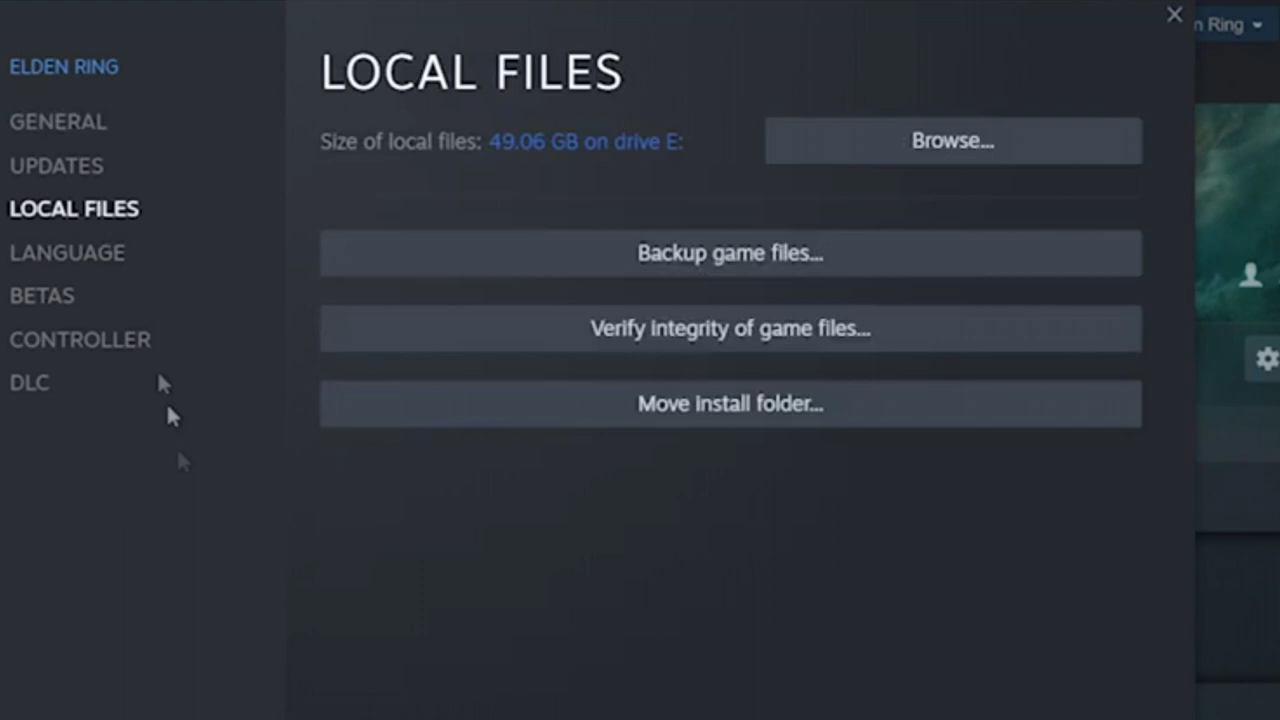 ELDEN RING
GENERAL
UPDATES
LOCAL FILES
LANGUAGE
BETAS
CONTROLLER
DLC
LOCAL FILES
Size of local files: 49.06 GB on drive E:
Browse...
Backup game files...
Verify integrity of game files...
Move install folder...
n Ring